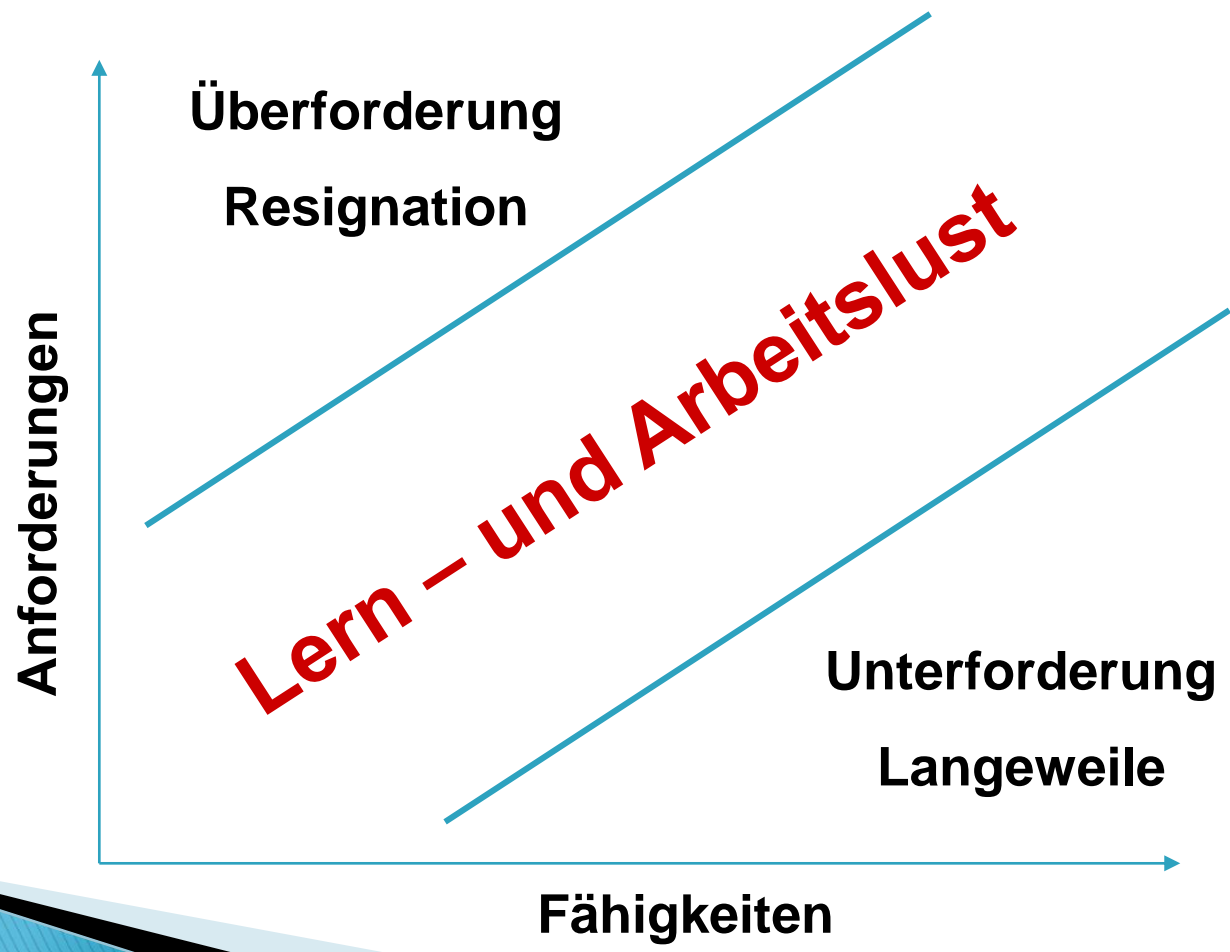 Überforderung
Resignation
Lern – und Arbeitslust
Anforderungen
Unterforderung
Langeweile
Fähigkeiten